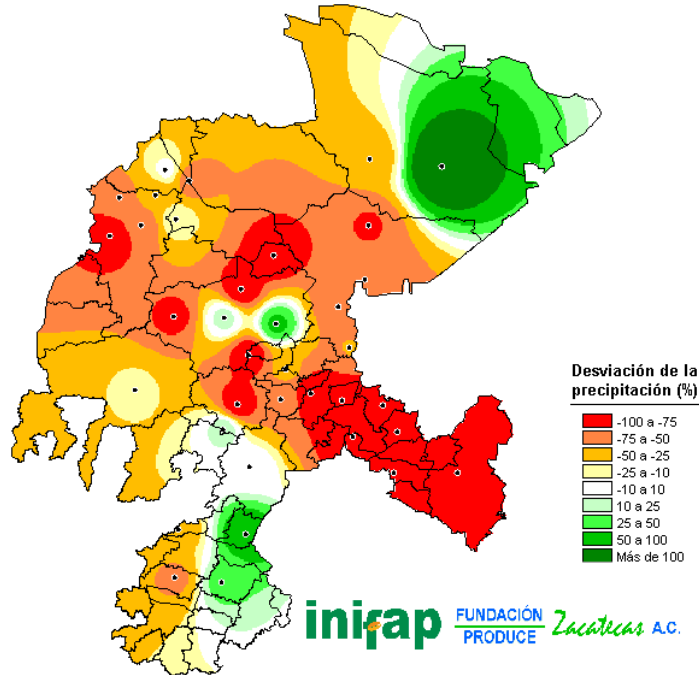 Desviación de la
precipitación (%)
-100 a -75
-75 a -50
-50 a -25
-25 a -10
-10 a 10
10 a 25
25 a 50
50 a 100
Más de 100
inifap
FUNDACIÓN
PRODUCE
Zacatecas A.C.